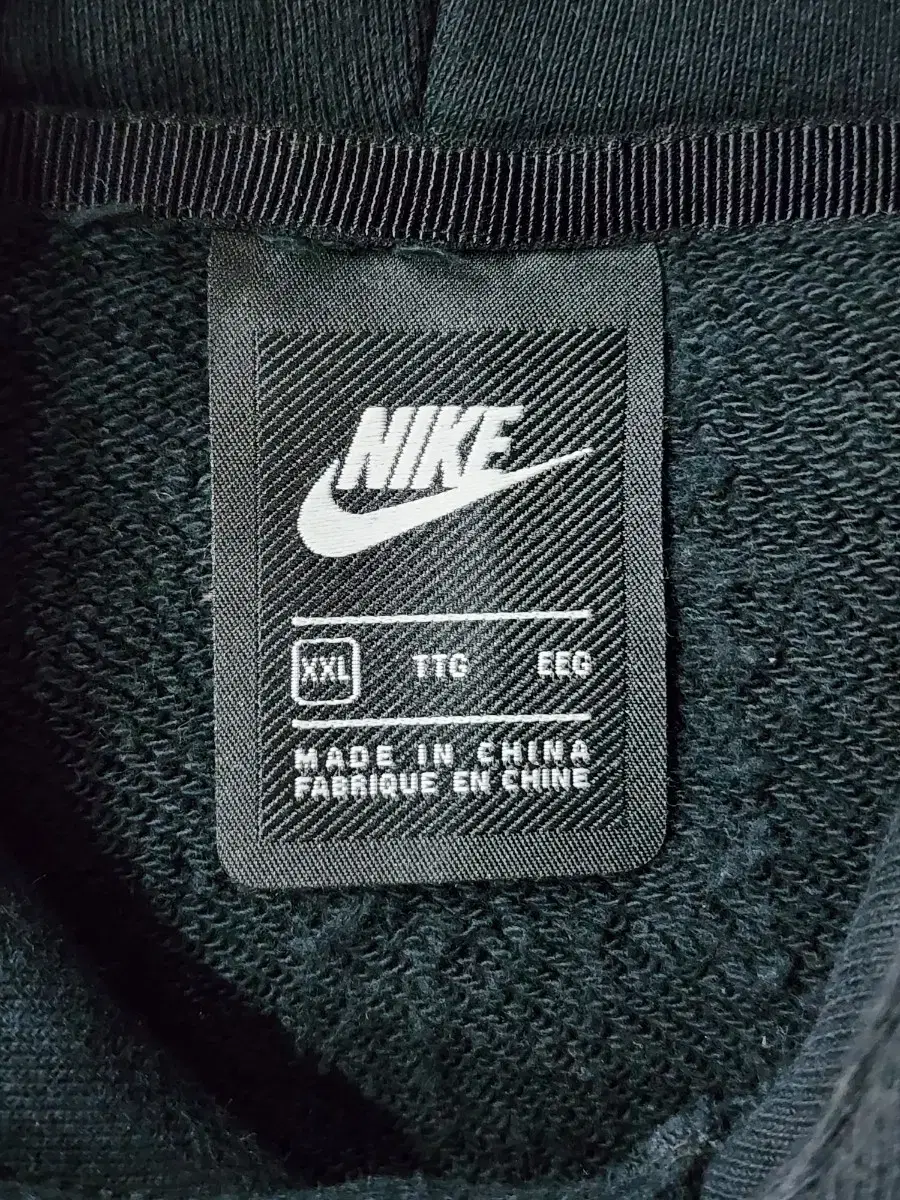 NIKE
XXL TTG EEG
MADE IN CHINA
FABRIQUE EN CHINE